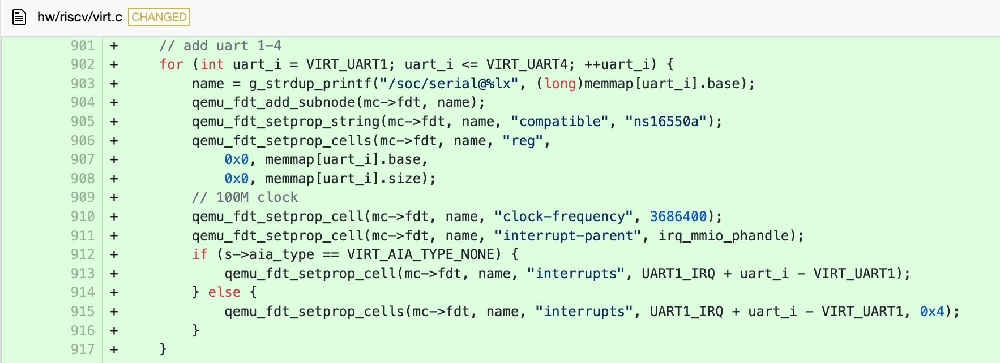 hw/riscv/virt.c CHANGED
901 + // add uart 1-4
902 + for (int uart_i = VIRT_UART1; uart_i <= VIRT_UART4; ++uart_i) {
903 + name = g_strdup_printf("/soc/serial@%lx", (long)memmap[uart_i].base);
904 + qemu_fdt_add_subnode(mc->fdt, name);
905 + qemu_fdt_setprop_string(mc->fdt, name, "compatible", "ns16550a");
906 + qemu_fdt_setprop_cells(mc->fdt, name, "reg",
907 + 0x0, memmap[uart_i].base,
908 + 0x0, memmap[uart_i].size);
909 + // 100M clock
910 + qemu_fdt_setprop_cell(mc->fdt, name, "clock-frequency", 3686400);
911 + qemu_fdt_setprop_cell(mc->fdt, name, "interrupt-parent", irq_mmio_phandle);
912 + if (s->aia_type == VIRT_AIA_TYPE_NONE) {
913 + qemu_fdt_setprop_cell(mc->fdt, name, "interrupts", UART1_IRQ + uart_i - VIRT_UART1);
914 + } else {
915 + qemu_fdt_setprop_cells(mc->fdt, name, "interrupts", UART1_IRQ + uart_i - VIRT_UART1, 0x4);
916 + }
917 + }